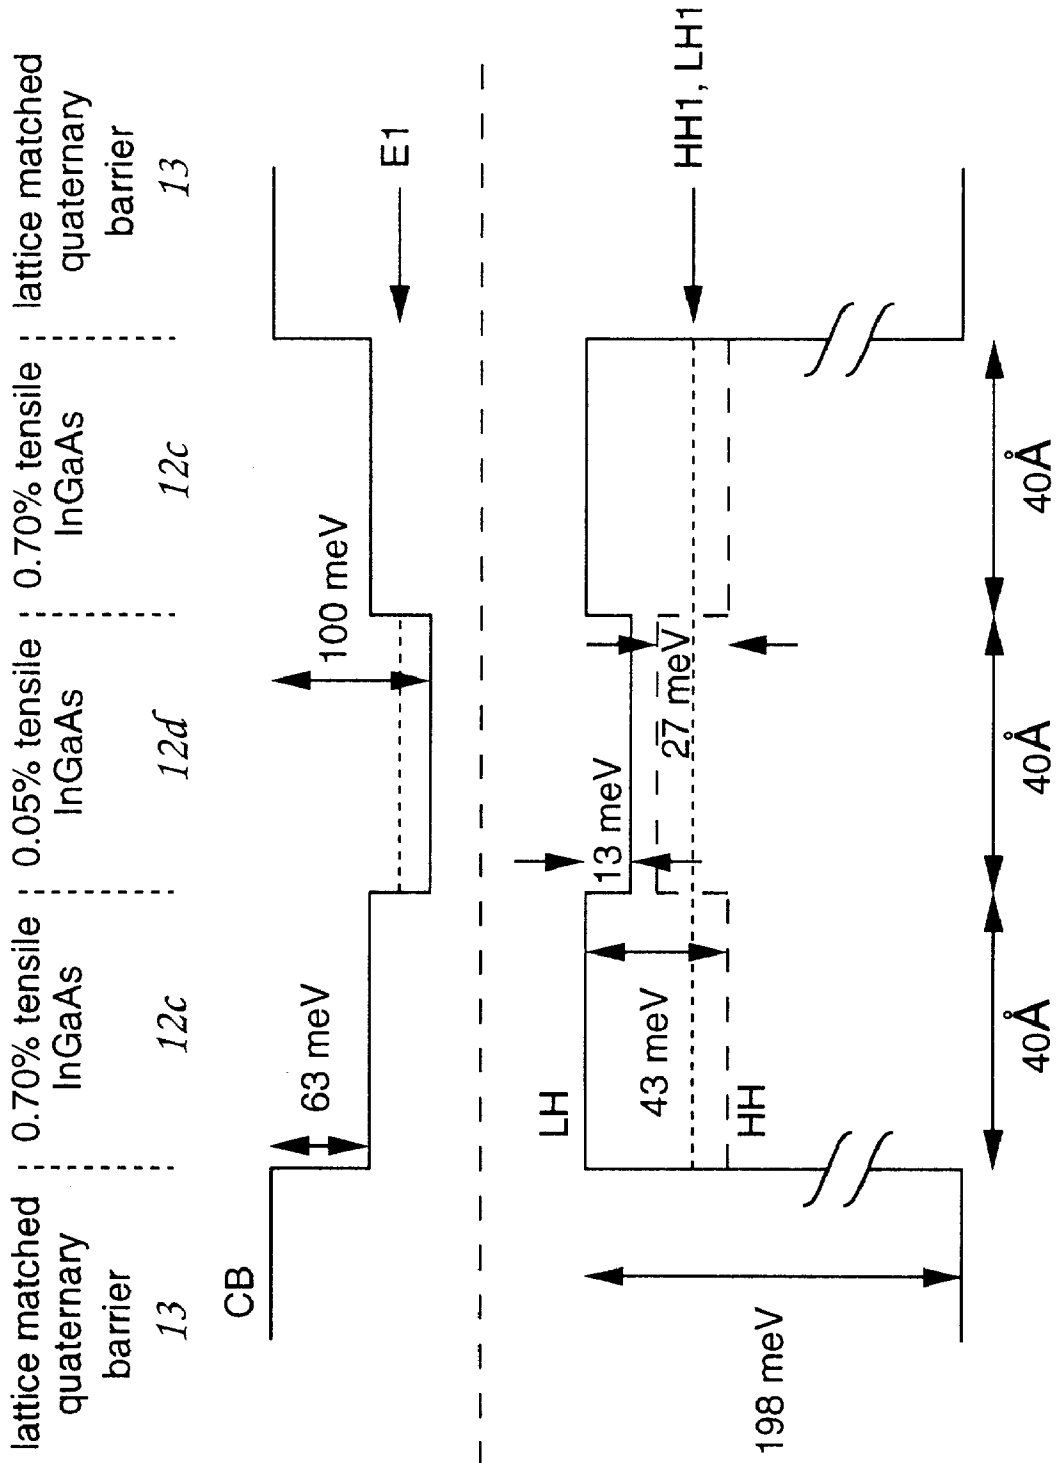 lattice matched
quaternary
barrier
13
0.70% tensile
InGaAs
12c
0.05% tensile
InGaAs
12d
0.70% tensile
InGaAs
12c
lattice matched
quaternary
barrier
13
CB
63 meV
100 meV
E1
LH
43 meV
HH
13 meV
27 meV
HH1, LH1
198 meV
40Å
40Å
40Å